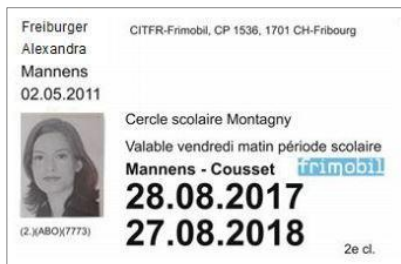 Freiburger
Alexandra
Mannens
02.05.2011
CITFR-Frimobil, CP 1536, 1701 CH-Fribourg
Cercle scolaire Montagny
Valable vendredi matin période scolaire
Mannens - Cousset frimobil
28.08.2017
27.08.2018
(2.)(ABO)(7773)
2e cl.